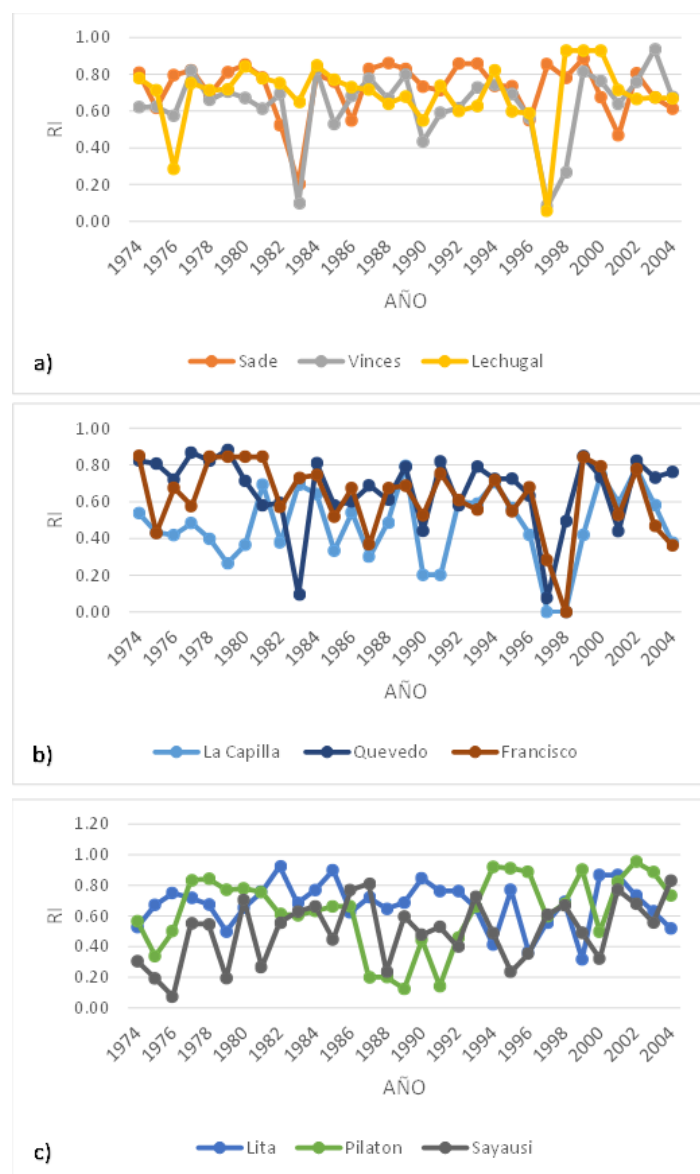 1.00
0.80
0.60
0.40
0.20
0.00
RI
1974 1976 1978 1980 1982 1984 1986 1988 1990 1992 1994 1996 1998 2000 2002 2004
AÑO
a)
Sade Vinces Lechugal
1.00
0.80
0.60
0.40
0.20
0.00
RI
1974 1976 1978 1980 1982 1984 1986 1988 1990 1992 1994 1996 1998 2000 2002 2004
AÑO
b)
La Capilla Quevedo Francisco
1.20
1.00
0.80
0.60
0.40
0.20
0.00
RI
1974 1976 1978 1980 1982 1984 1986 1988 1990 1992 1994 1996 1998 2000 2002 2004
AÑO
c)
Lita Pilaton Sayausi